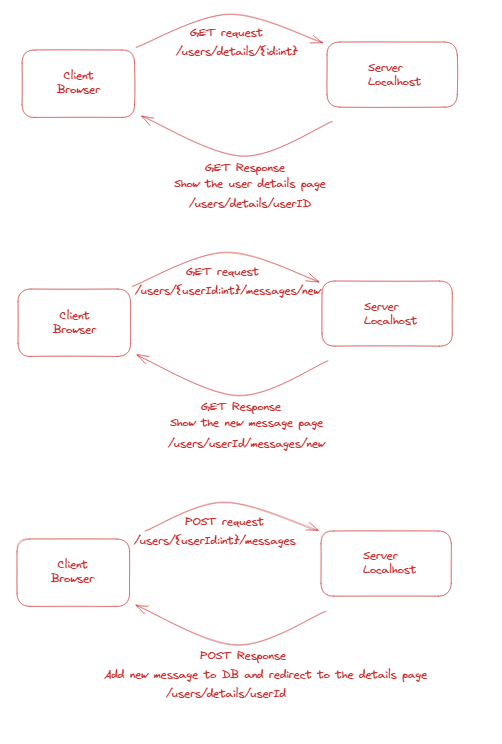 GET request
/users/details/{id:int}
Client
Browser
Server
Localhost
GET Response
Show the user details page
/users/details/userID
GET request
/users/{userId:int}/messages/new
Client
Browser
Server
Localhost
GET Response
Show the new message page
/users/userId/messages/new
POST request
/users/{userId:int}/messages
Client
Browser
Server
Localhost
POST Response
Add new message to DB and redirect to the details page
/users/details/userId